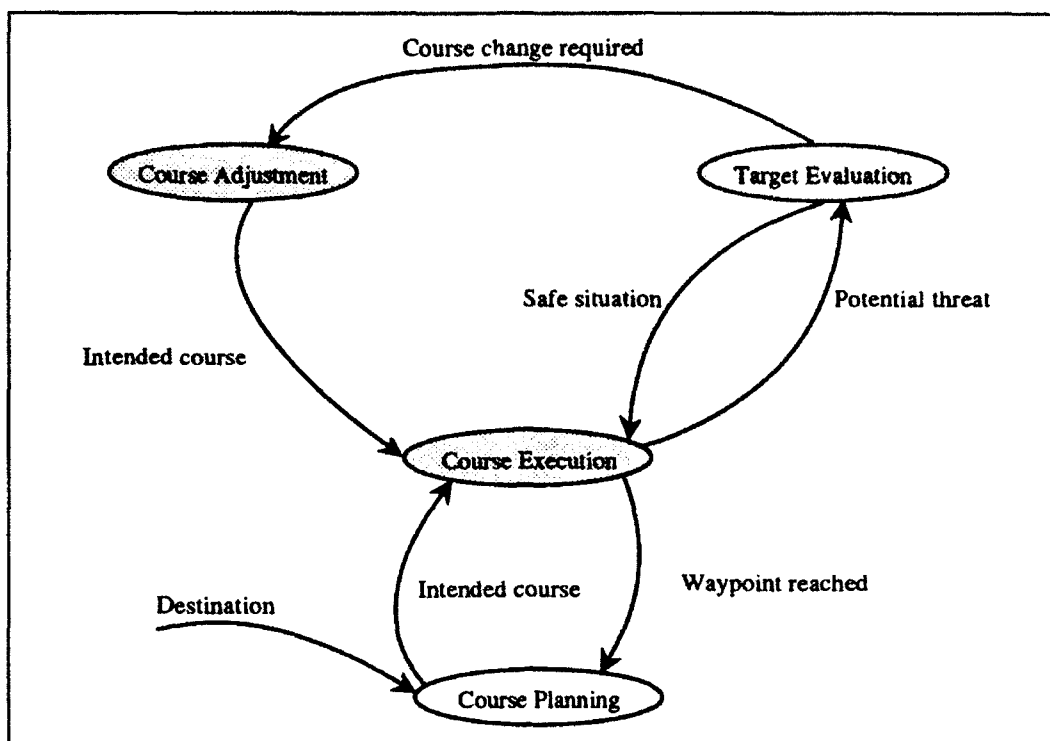 Course change required
Course Adjustment
Target Evaluation
Safe situation
Potential threat
Intended course
Course Execution
Intended course
Waypoint reached
Destination
Course Planning